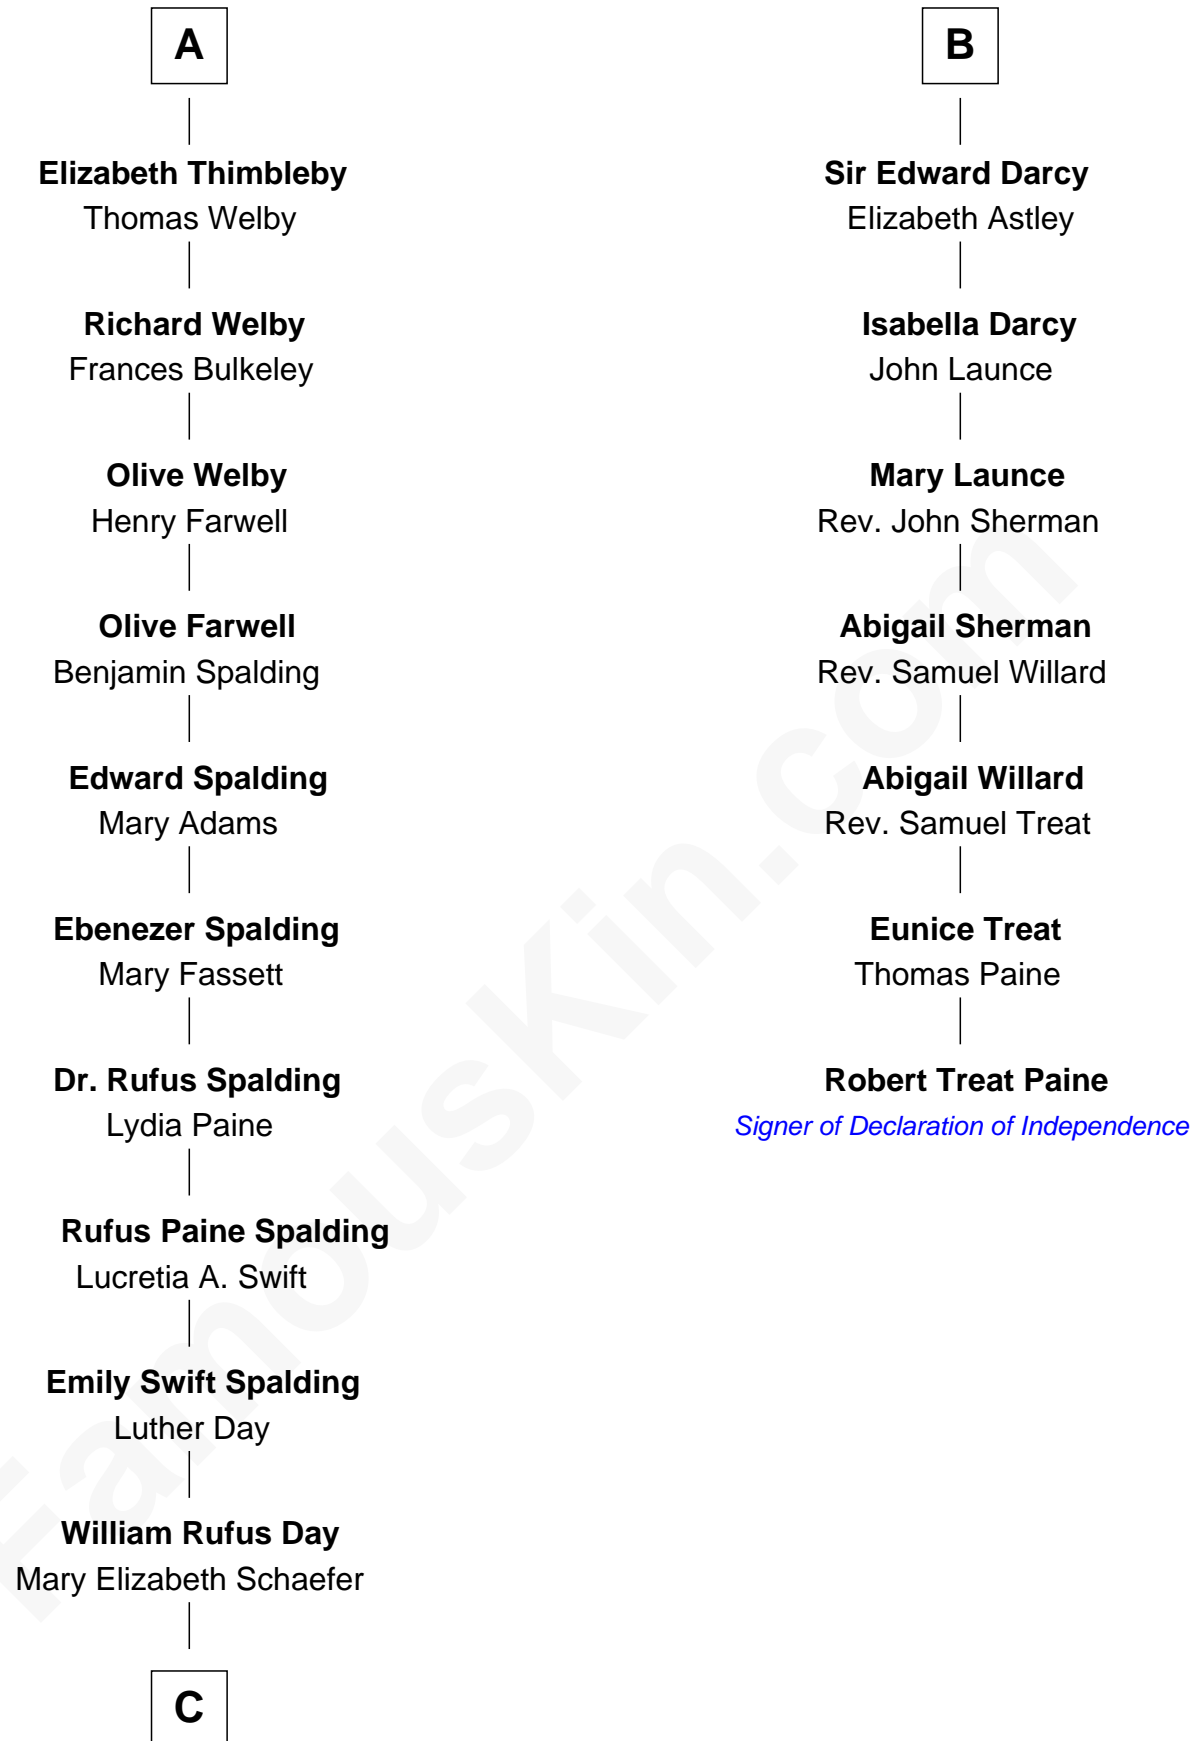 A
Elizabeth Thimbleby
Thomas Welby
Richard Welby
Frances Bulkeley
Olive Welby
Henry Farwell
Olive Farwell
Benjamin Spalding
Edward Spalding
Mary Adams
Ebenezer Spalding
Mary Fassett
Dr. Rufus Spalding
Lydia Paine
Rufus Paine Spalding
Lucretia A. Swift
Emily Swift Spalding
Luther Day
William Rufus Day
Mary Elizabeth Schaefer
C
B
Sir Edward Darcy
Elizabeth Astley
Isabella Darcy
John Launce
Mary Launce
Rev. John Sherman
Abigail Sherman
Rev. Samuel Willard
Abigail Willard
Rev. Samuel Treat
Eunice Treat
Thomas Paine
Robert Treat Paine
Signer of Declaration of Independence
FamousKin.com